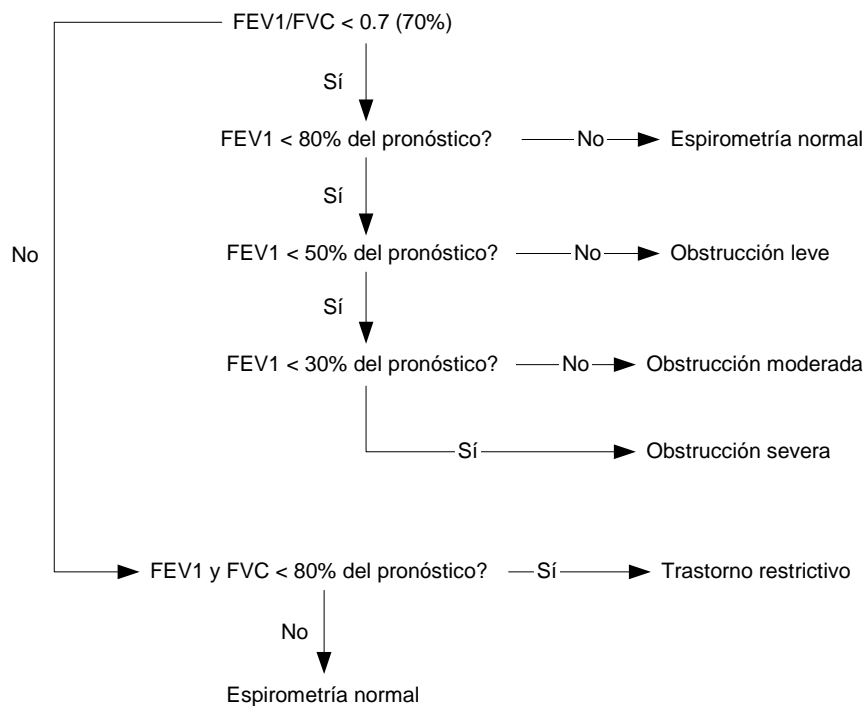 FEV1/FVC < 0.7 (70%)
Sí
FEV1 < 80% del pronóstico?
No
Espirometría normal
Sí
No
FEV1 < 50% del pronóstico?
No
Obstrucción leve
Sí
FEV1 < 30% del pronóstico?
No
Obstrucción moderada
Sí
Obstrucción severa
FEV1 y FVC < 80% del pronóstico?
Sí
Trastorno restrictivo
No
Espirometría normal